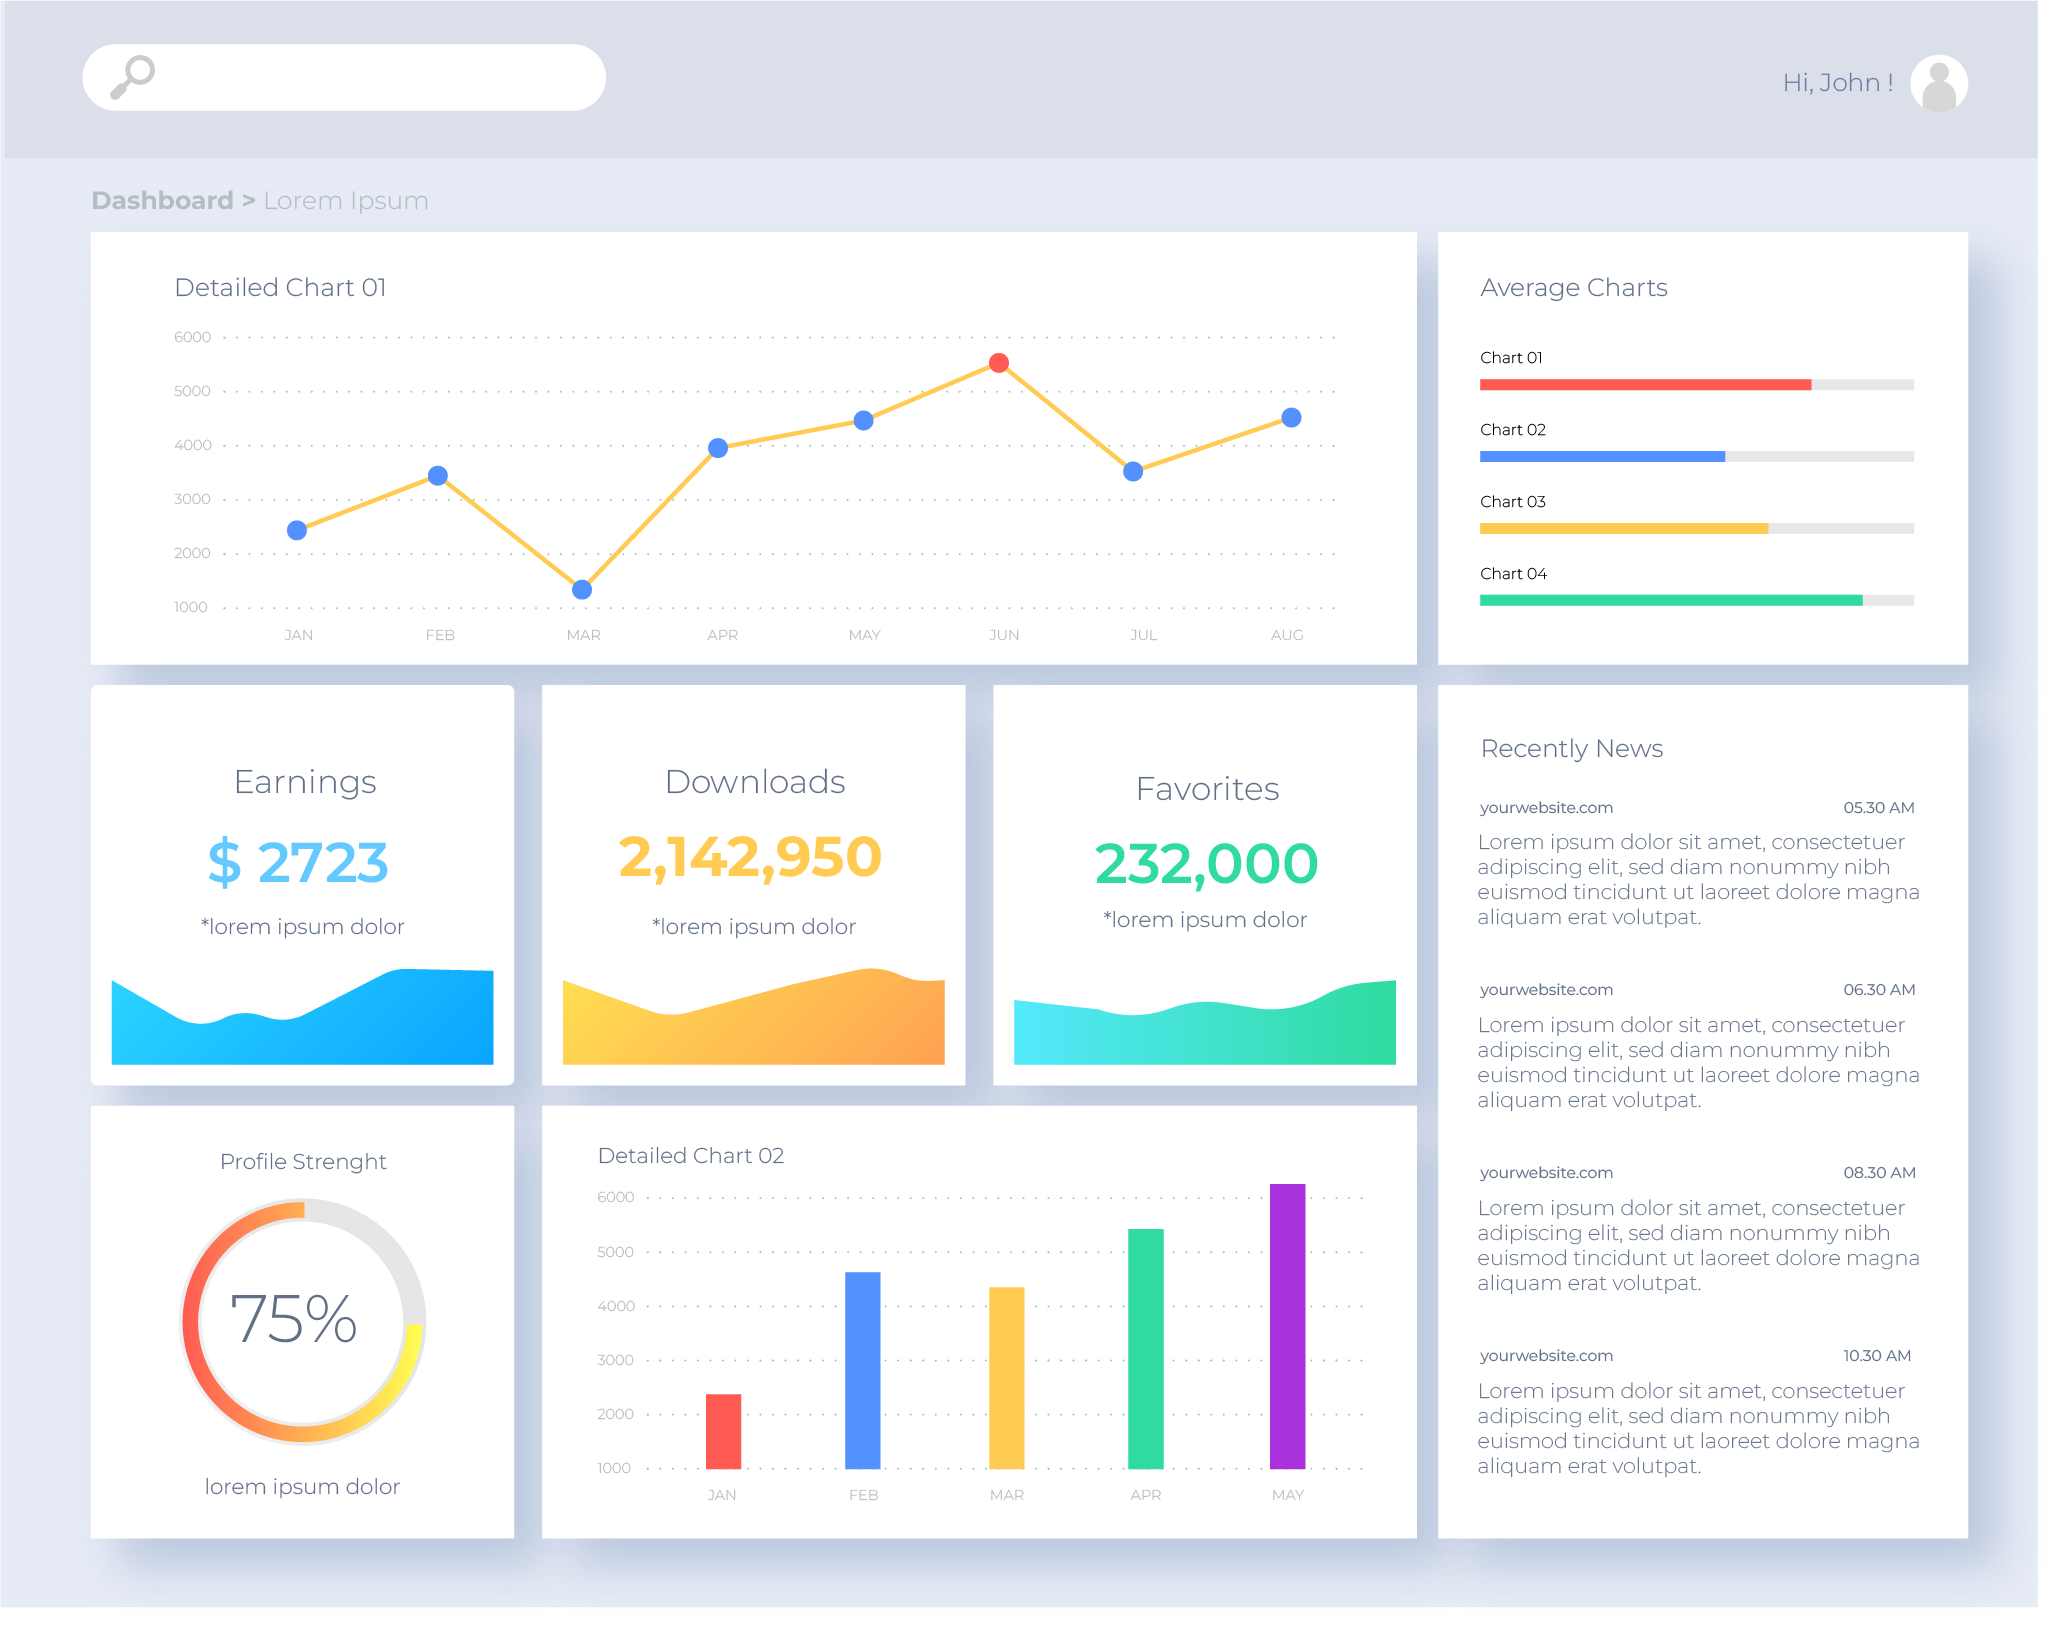 Hi, John !
Dashboard > Lorem Ipsum
Detailed Chart 01
6000
5000
4000
3000
2000
1000
JAN FEB MAR APR MAY JUN JUL AUG
Average Charts
Chart 01
Chart 02
Chart 03
Chart 04
Earnings
$ 2723
*lorem ipsum dolor
Downloads
2,142,950
*lorem ipsum dolor
Favorites
232,000
*lorem ipsum dolor
Recently News
yourwebsite.com 05.30 AM
Lorem ipsum dolor sit amet, consectetuer
adipiscing elit, sed diam nonummy nibh
euismod tincidunt ut laoreet dolore magna
aliquam erat volutpat.
yourwebsite.com 06.30 AM
Lorem ipsum dolor sit amet, consectetuer
adipiscing elit, sed diam nonummy nibh
euismod tincidunt ut laoreet dolore magna
aliquam erat volutpat.
yourwebsite.com 08.30 AM
Lorem ipsum dolor sit amet, consectetuer
adipiscing elit, sed diam nonummy nibh
euismod tincidunt ut laoreet dolore magna
aliquam erat volutpat.
yourwebsite.com 10.30 AM
Lorem ipsum dolor sit amet, consectetuer
adipiscing elit, sed diam nonummy nibh
euismod tincidunt ut laoreet dolore magna
aliquam erat volutpat.
Profile Strenght
75%
lorem ipsum dolor
Detailed Chart 02
6000
5000
4000
3000
2000
1000
JAN FEB MAR APR MAY